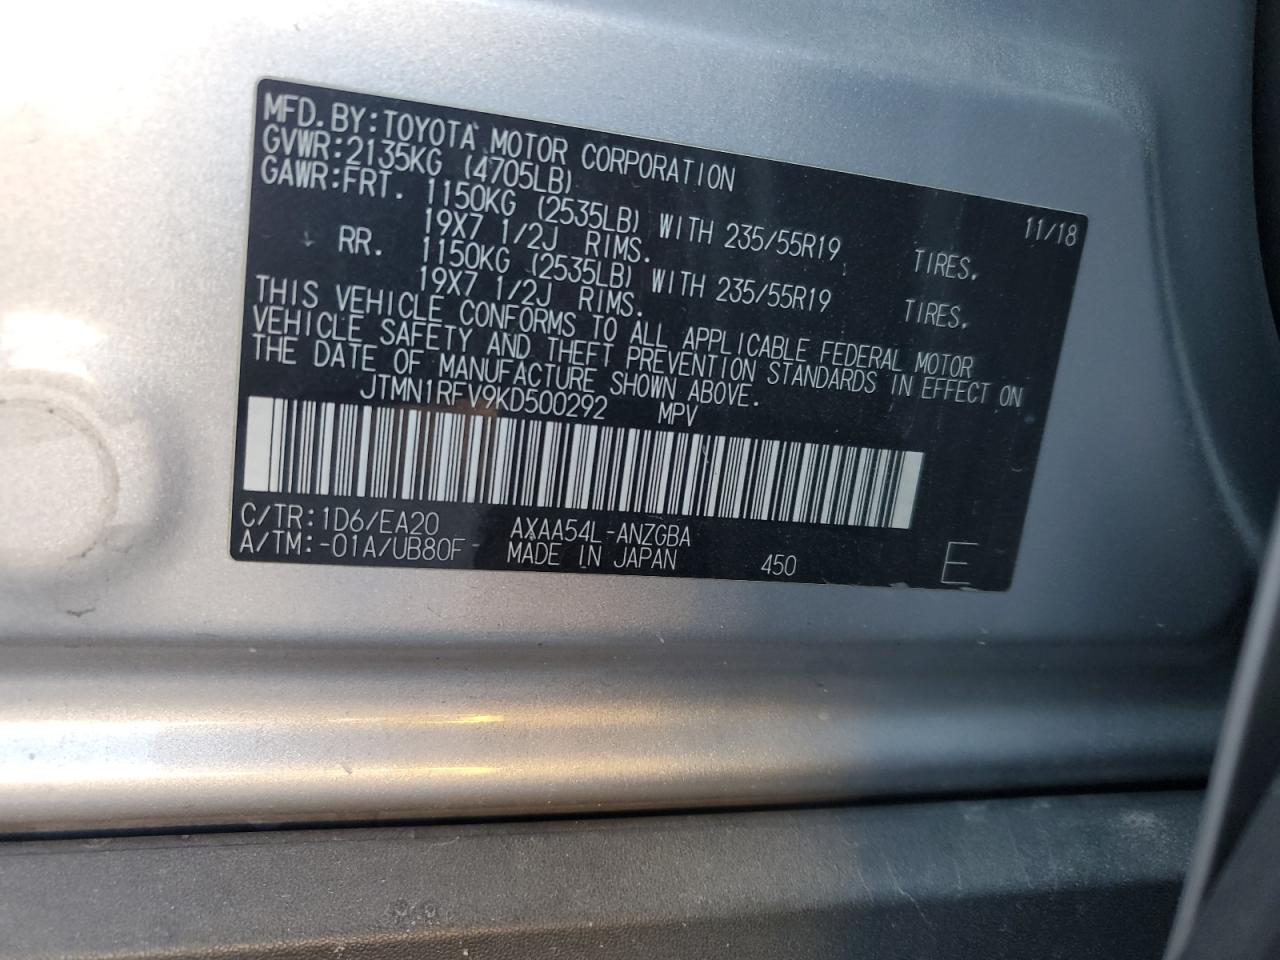 MFD. BY: TOYOTA MOTOR CORPORATION 11/18
GVWR: 2135KG (4705LB)
GAWR: FRT. 1150KG (2535LB) WITH 235/55R19 TIRES.
19X7 1/2J RIMS.
RR. 1150KG (2535LB) WITH 235/55R19 TIRES.
19X7 1/2J RIMS.
THIS VEHICLE CONFORMS TO ALL APPLICABLE FEDERAL MOTOR
VEHICLE SAFETY AND THEFT PREVENTION STANDARDS IN EFFECT ON
THE DATE OF MANUFACTURE SHOWN ABOVE.
JTMN1RFV9KD500292 MPV
C/TR: 1D6/EA20 AXAA54L-ANZGBA
A/TM: -01A/UB80F- MADE IN JAPAN 450 E